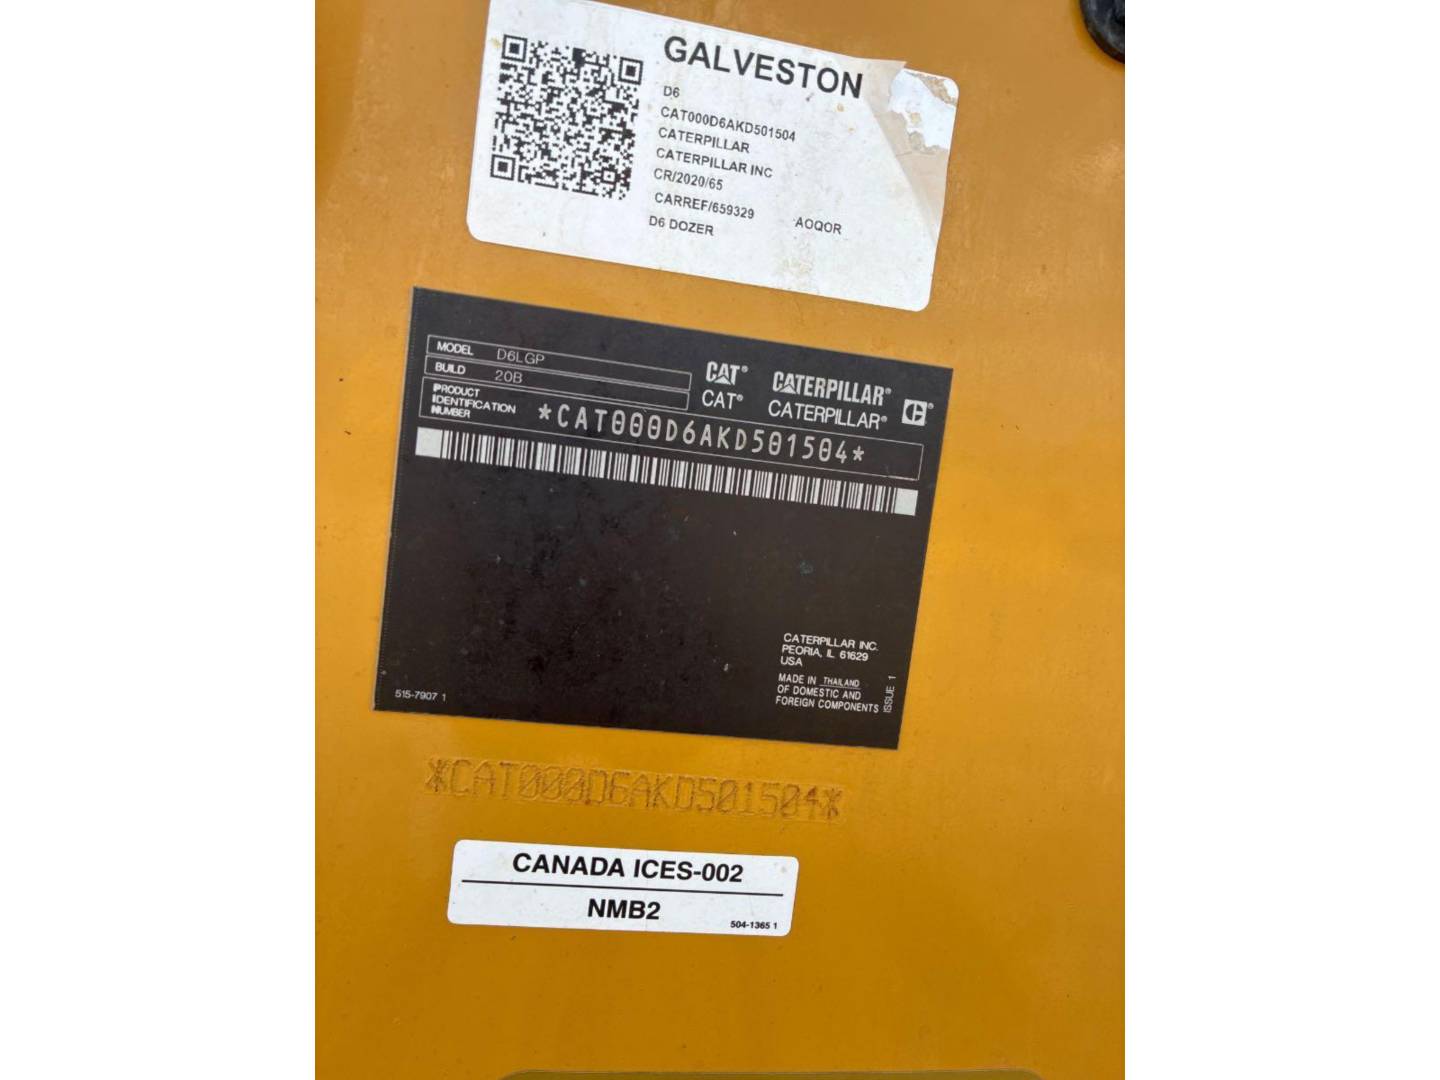 GALVESTON
D6
CAT000D6AKD501504
CATERPILLAR
CATERPILLAR INC
CR/2020/65
CARREF/659329 AOQOR
D6 DOZER
MODEL D6LGP
BUILD 20B
PRODUCT IDENTIFICATION NUMBER *CAT000D6AKD501504*
CAT® CATERPILLAR®
CAT® CATERPILLAR®
CATERPILLAR INC.
PEORIA, IL 61629
USA
MADE IN THAILAND
OF DOMESTIC AND
FOREIGN COMPONENTS
ISSUE 1
515-7907 1
*CAT000D6AKD501504*
CANADA ICES-002
NMB2
504-1365 1